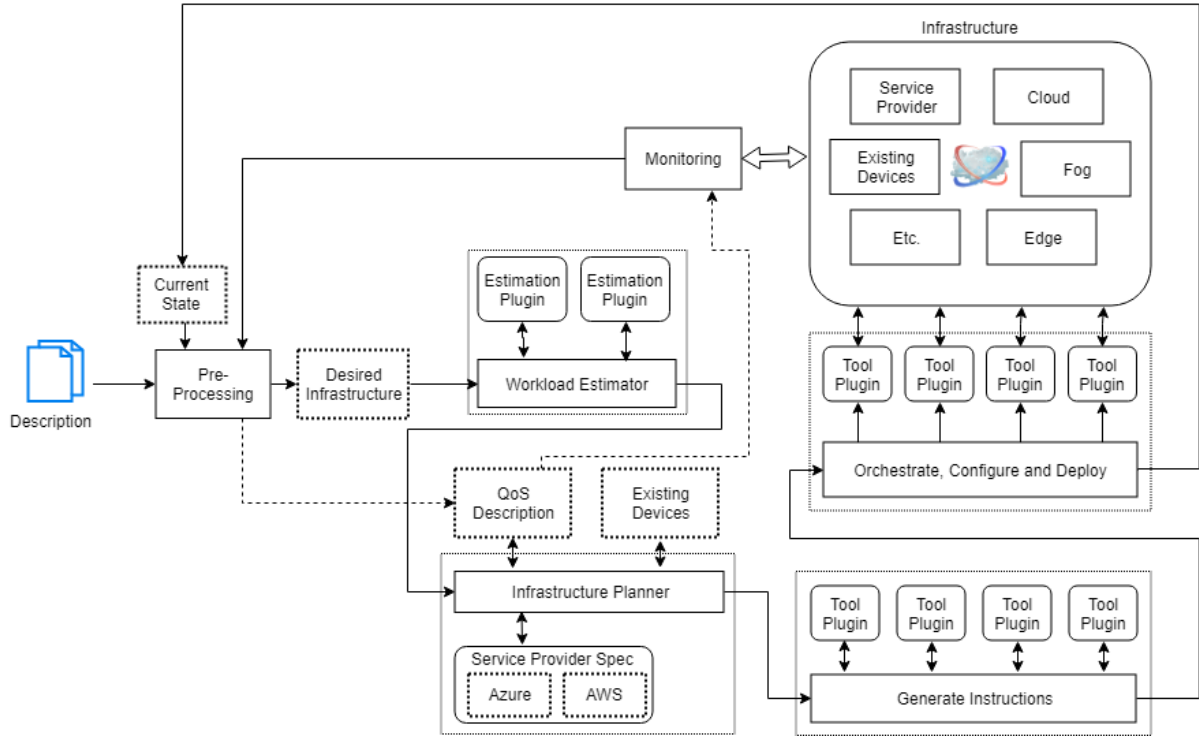 Infrastructure
Service
Provider
Cloud
Monitoring
Existing
Devices
Fog
Etc.
Edge
Current
State
Estimation
Plugin
Estimation
Plugin
Description
Pre-
Processing
Desired
Infrastructure
Workload Estimator
Tool
Plugin
Tool
Plugin
Tool
Plugin
Tool
Plugin
Orchestrate, Configure and Deploy
QoS
Description
Existing
Devices
Infrastructure Planner
Service Provider Spec
Azure
AWS
Tool
Plugin
Tool
Plugin
Tool
Plugin
Tool
Plugin
Generate Instructions